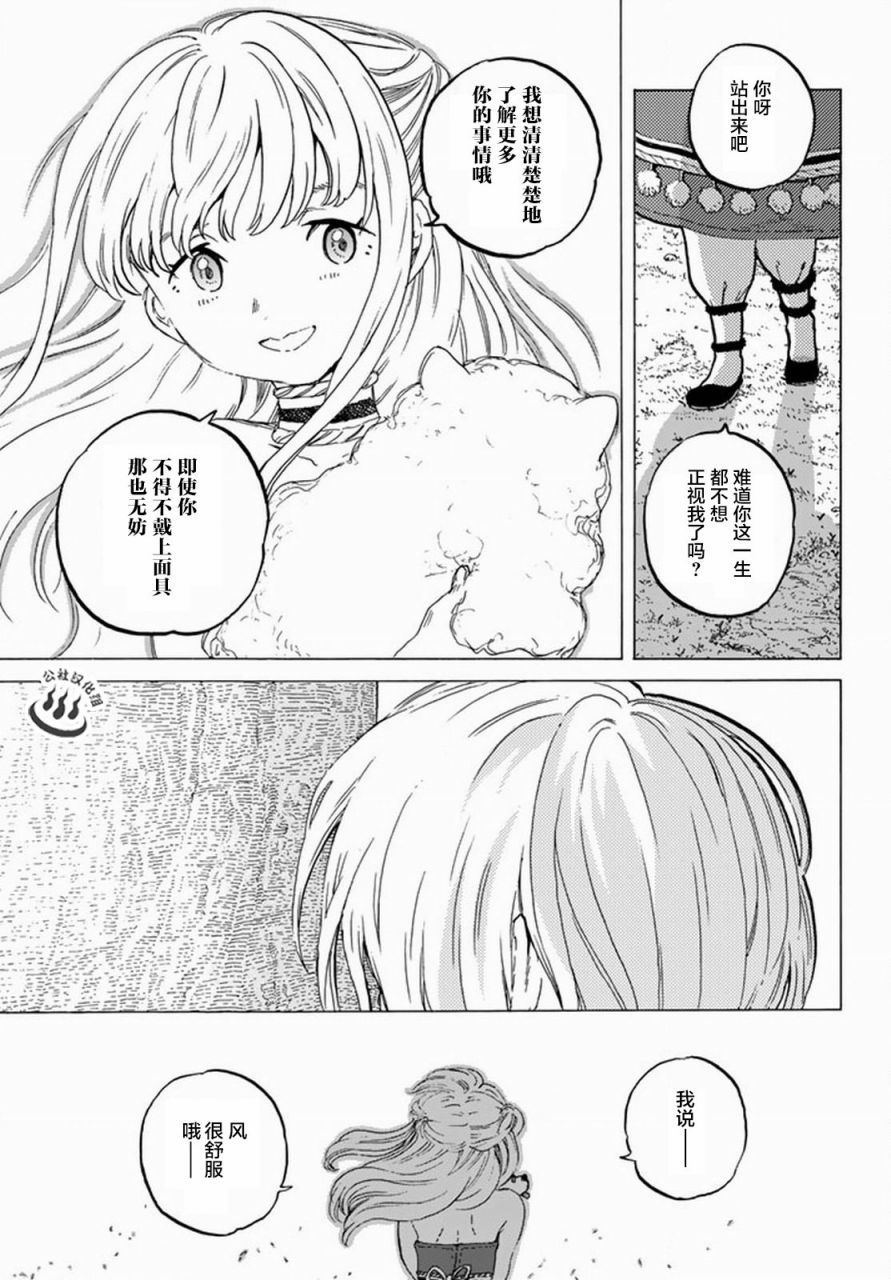 你呀
站出来吧
难道你这一生
都不想
正视我了吗?
我想清清楚楚地
了解更多
你的事情哦
即使你
不得不戴上面具
那也无妨
公社汉化组
我说——
风
很舒服
哦——